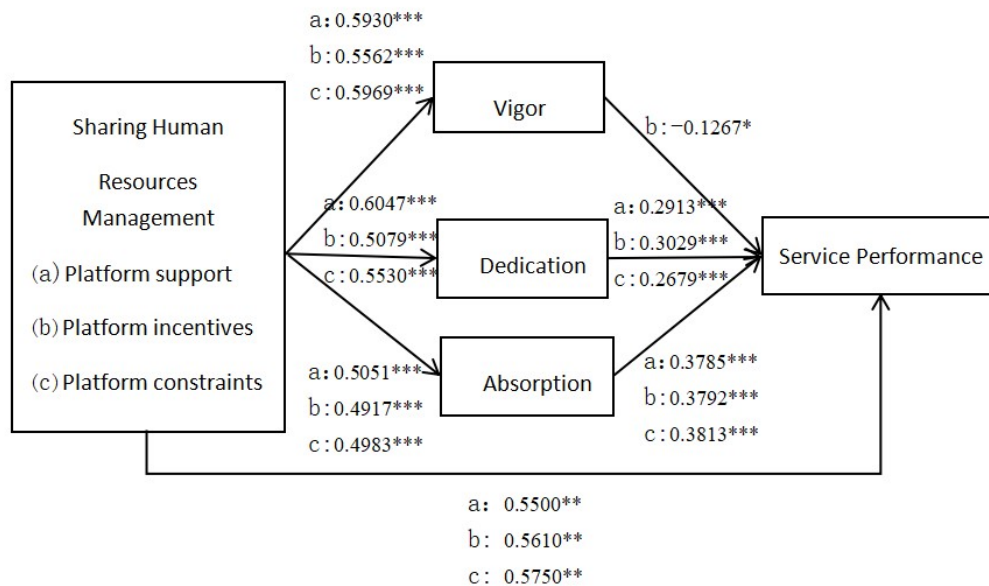 a: 0.5930***
b: 0.5562***
c: 0.5969***
Sharing Human
Resources
Management
(a) Platform support
(b) Platform incentives
(c) Platform constraints
Vigor
b: -0.1267*
a: 0.6047***
b: 0.5079***
c: 0.5530***
Dedication
a: 0.2913***
b: 0.3029***
c: 0.2679***
Service Performance
a: 0.5051***
b: 0.4917***
c: 0.4983***
Absorption
a: 0.3785***
b: 0.3792***
c: 0.3813***
a: 0.5500**
b: 0.5610**
c: 0.5750**